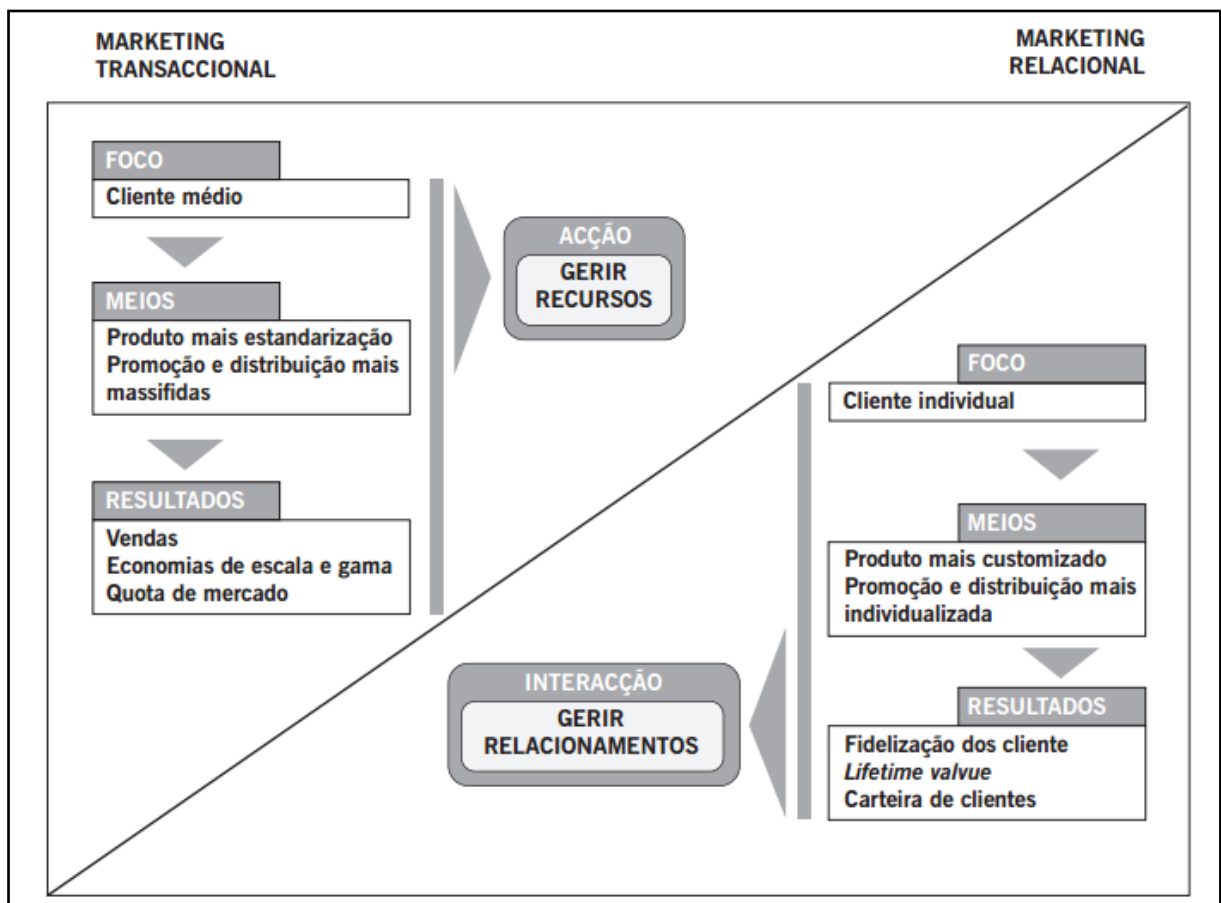 MARKETING
TRANSACCIONAL
MARKETING
RELACIONAL
FOCO
Cliente médio
MEIOS
Produto mais estandarização
Promoção e distribuição mais
massifidas
RESULTADOS
Vendas
Economias de escala e gama
Quota de mercado
ACÇÃO
GERIR
RECURSOS
FOCO
Cliente individual
MEIOS
Produto mais customizado
Promoção e distribuição mais
individualizada
RESULTADOS
Fidelização dos cliente
Lifetime valvue
Carteira de clientes
INTERACÇÃO
GERIR
RELACIONAMENTOS